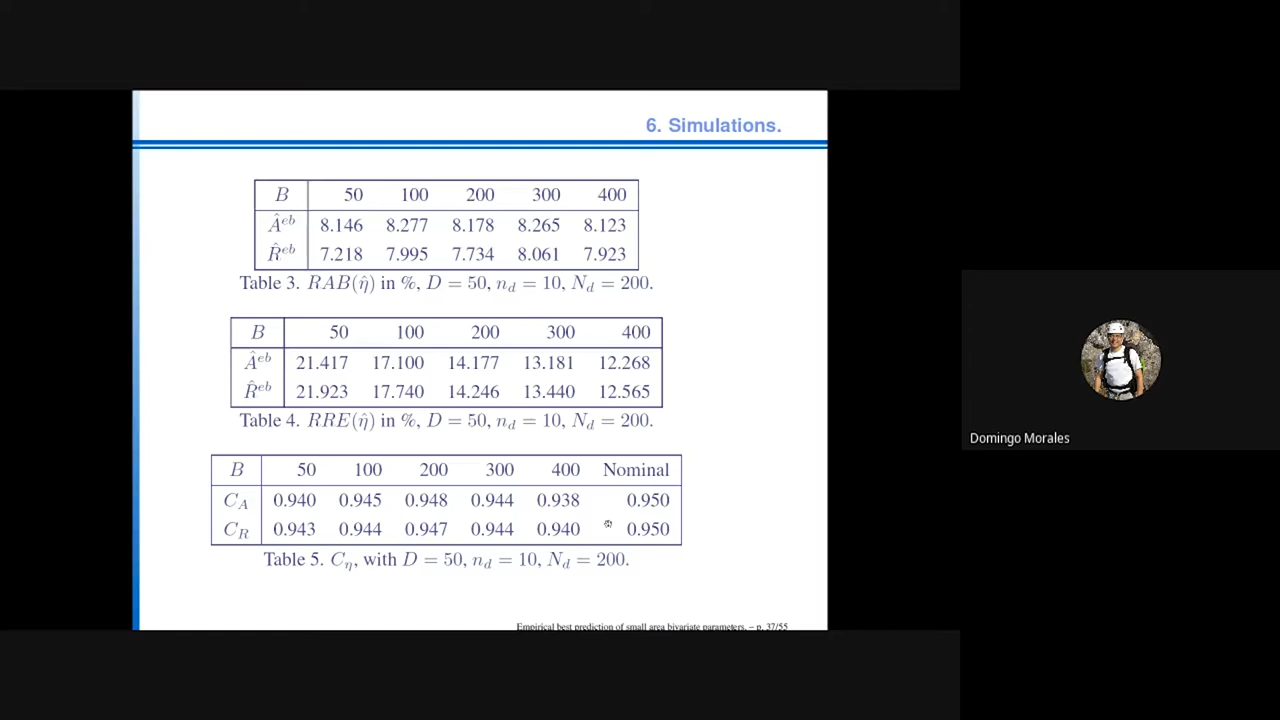 6. Simulations.
B 50 100 200 300 400
Â^eb 8.146 8.277 8.178 8.265 8.123
R̂^eb 7.218 7.995 7.734 8.061 7.923
Table 3. RAB(η̂) in %, D = 50, n_d = 10, N_d = 200.
B 50 100 200 300 400
Â^eb 21.417 17.100 14.177 13.181 12.268
R̂^eb 21.923 17.740 14.246 13.440 12.565
Table 4. RRE(η̂) in %, D = 50, n_d = 10, N_d = 200.
B 50 100 200 300 400 Nominal
C_A 0.940 0.945 0.948 0.944 0.938 0.950
C_R 0.943 0.944 0.947 0.944 0.940 0.950
Table 5. C_η, with D = 50, n_d = 10, N_d = 200.
Empirical best prediction of small area bivariate parameters. – p. 37/55
Domingo Morales